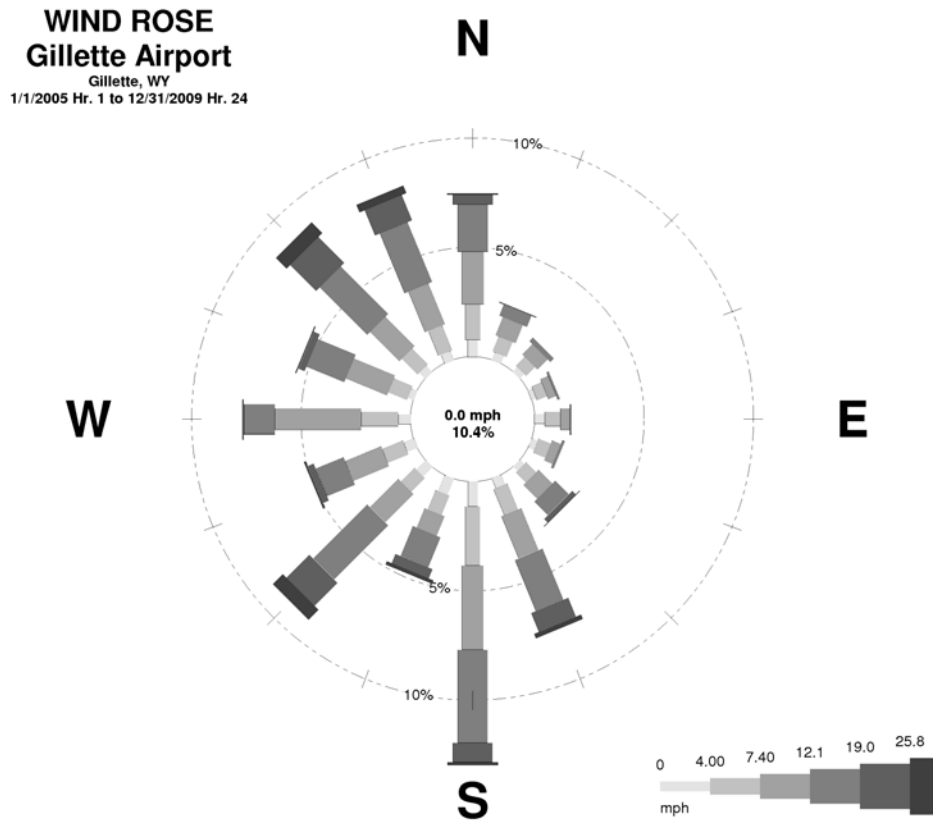 WIND ROSE
Gillette Airport
Gillette, WY
1/1/2005 Hr. 1 to 12/31/2009 Hr. 24
N
10%
5%
W
0.0 mph
10.4%
E
5%
10%
S
0 4.00 7.40 12.1 19.0 25.8
mph